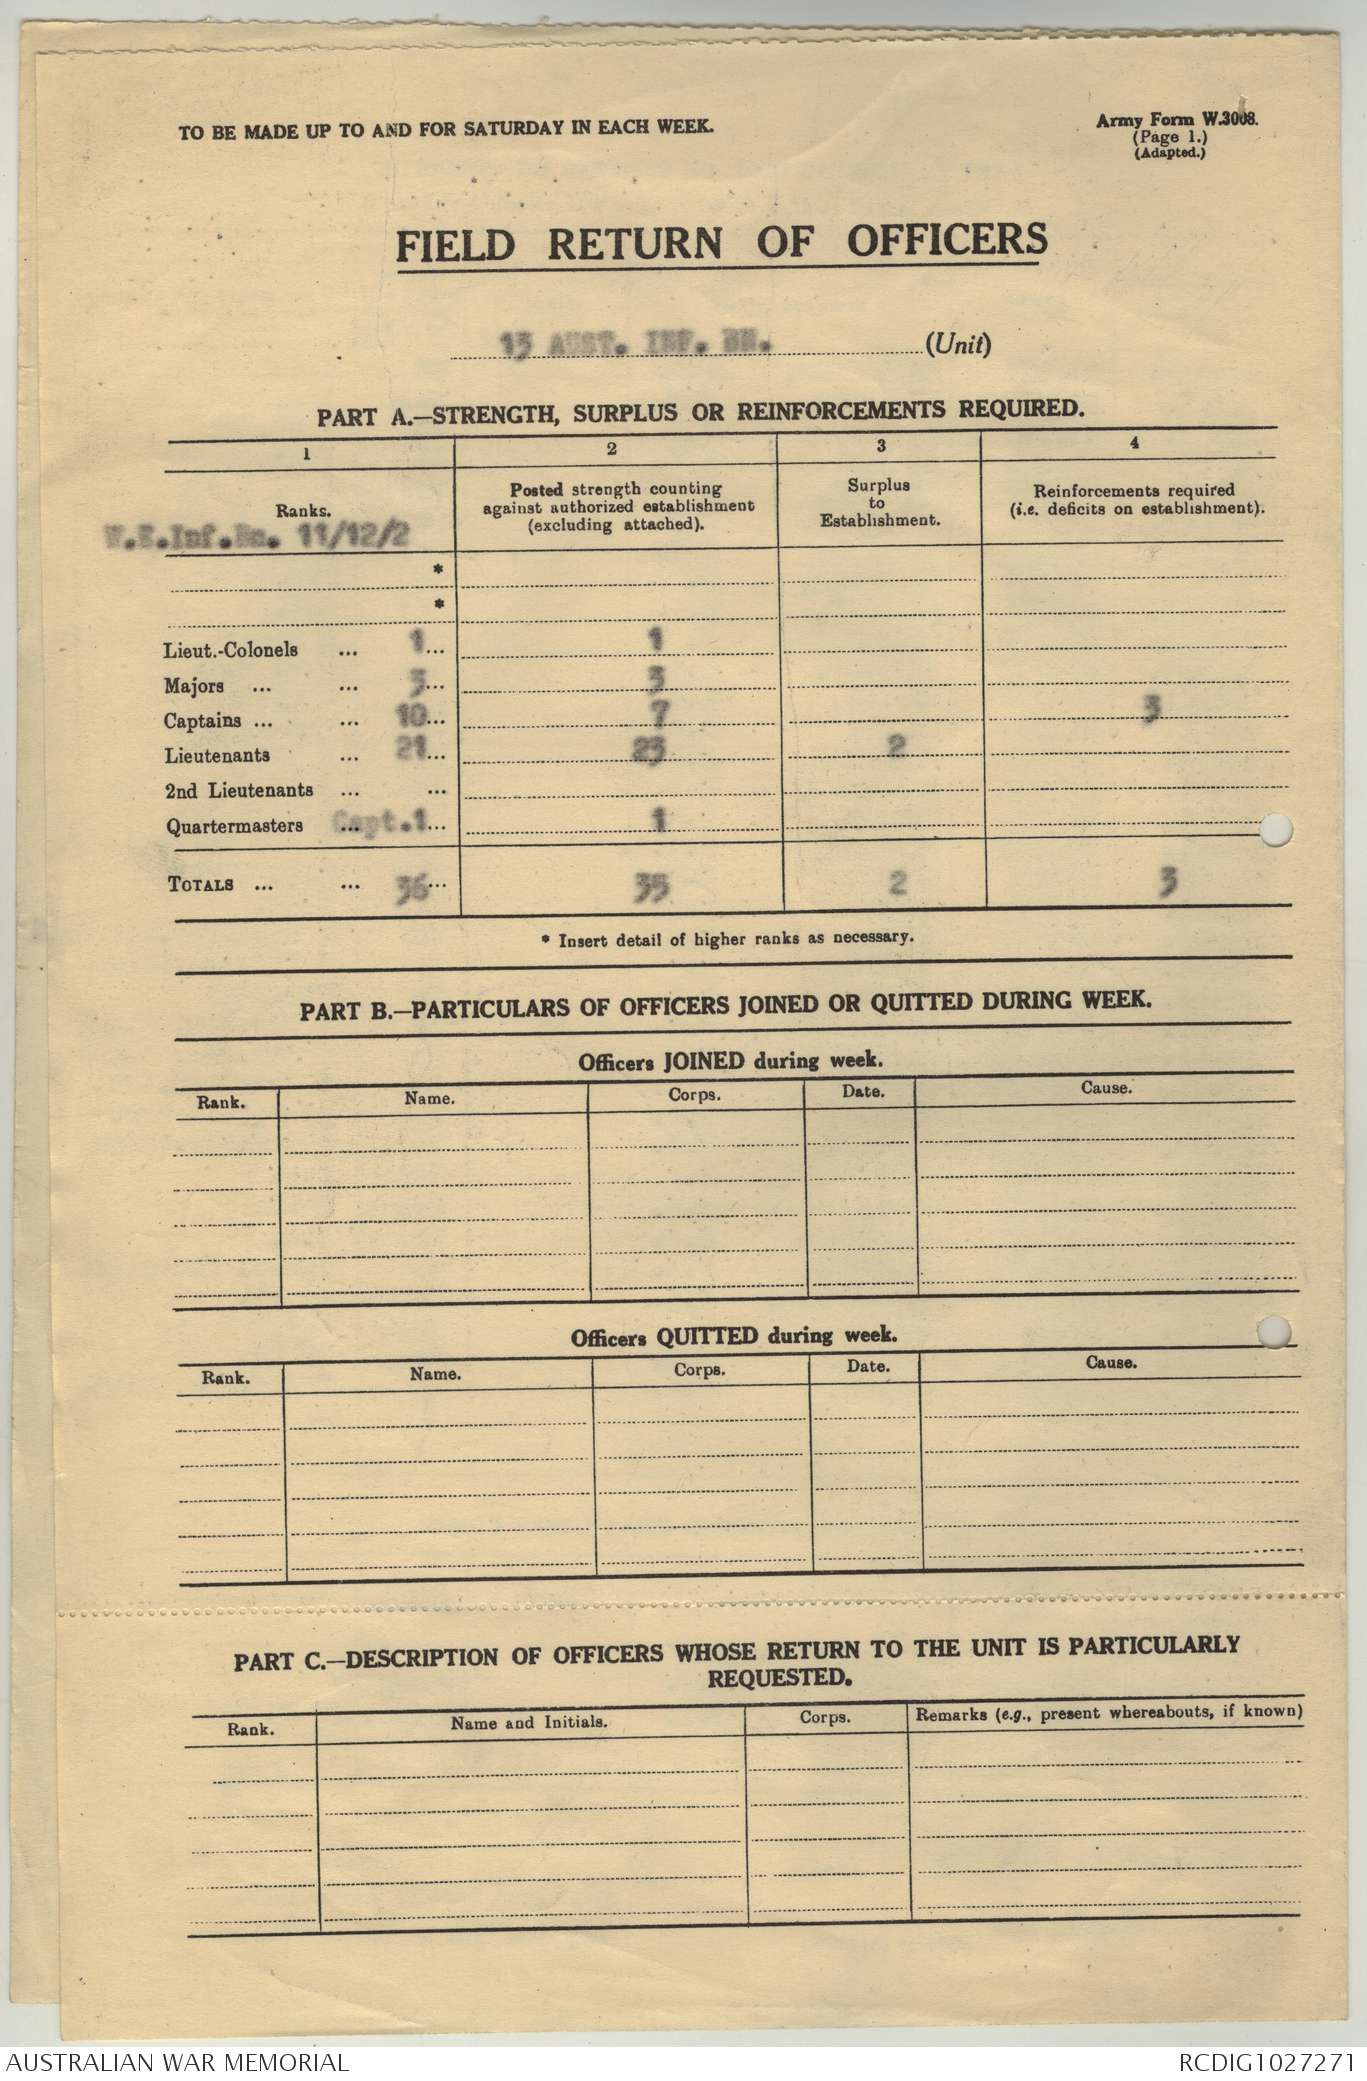 TO BE MADE UP TO AND FOR SATURDAY IN EACH WEEK.
Army Form W.3008.
(Page 1.)
(Adapted.)
FIELD RETURN OF OFFICERS
AUST. INF. BN. (Unit)
PART A.—STRENGTH, SURPLUS OR REINFORCEMENTS REQUIRED.
1 2 3 4
Ranks. Posted strength counting against authorized establishment (excluding attached). Surplus to Establishment. Reinforcements required (i.e. deficits on establishment).
W.E.Inf.Bn. 11/12/2
*
*
Lieut.-Colonels ... 1... 1
Majors ... ... 3... 3
Captains ... ... 10... 7 3
Lieutenants ... 21... 23 2
2nd Lieutenants ... ...
Quartermasters ... Capt.1... 1
TOTALS ... ... 36... 35 2 3
* Insert detail of higher ranks as necessary.
PART B.—PARTICULARS OF OFFICERS JOINED OR QUITTED DURING WEEK.
Officers JOINED during week.
Rank. Name. Corps. Date. Cause.
Officers QUITTED during week.
Rank. Name. Corps. Date. Cause.
PART C.—DESCRIPTION OF OFFICERS WHOSE RETURN TO THE UNIT IS PARTICULARLY
REQUESTED.
Rank. Name and Initials. Corps. Remarks (e.g., present whereabouts, if known)
AUSTRALIAN WAR MEMORIAL RCDIG1027271